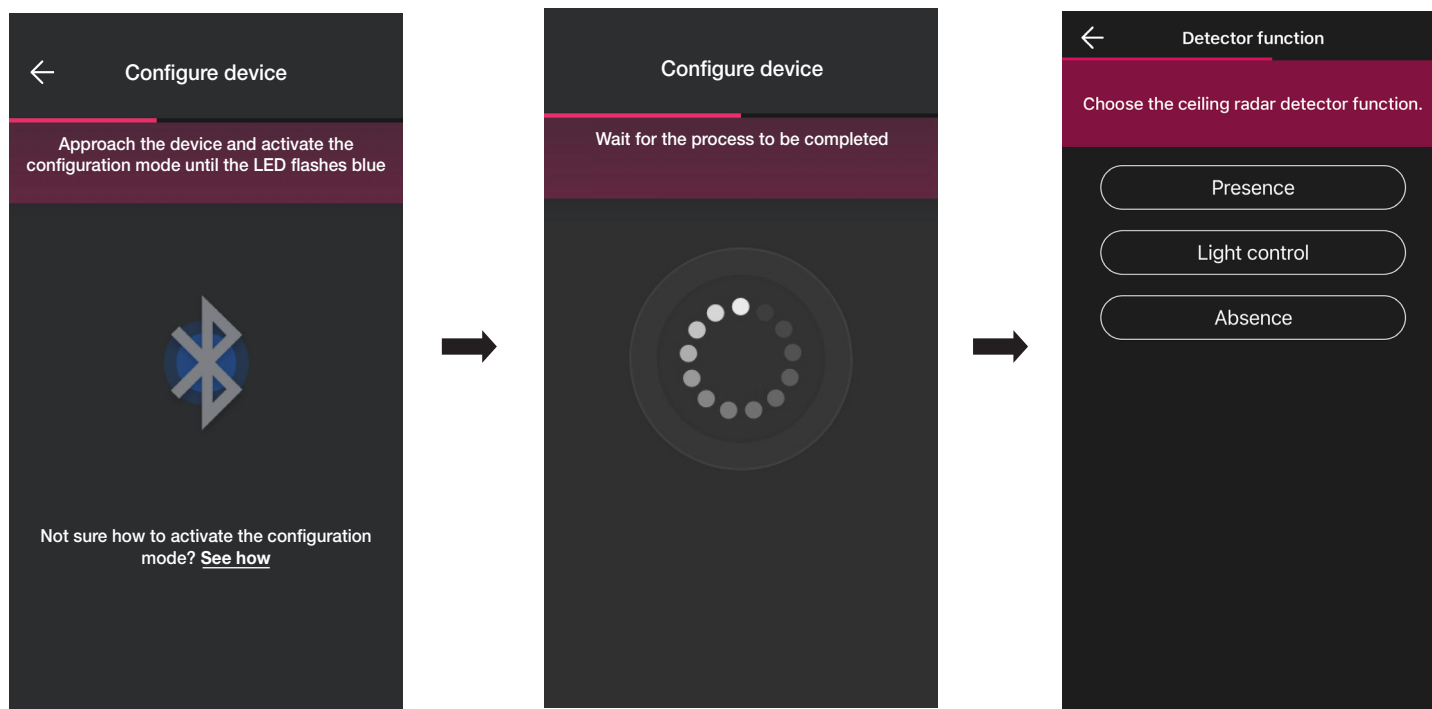 Configure device
Approach the device and activate the
configuration mode until the LED flashes blue
Not sure how to activate the configuration
mode? See how
Configure device
Wait for the process to be completed
Detector function
Choose the ceiling radar detector function.
Presence
Light control
Absence